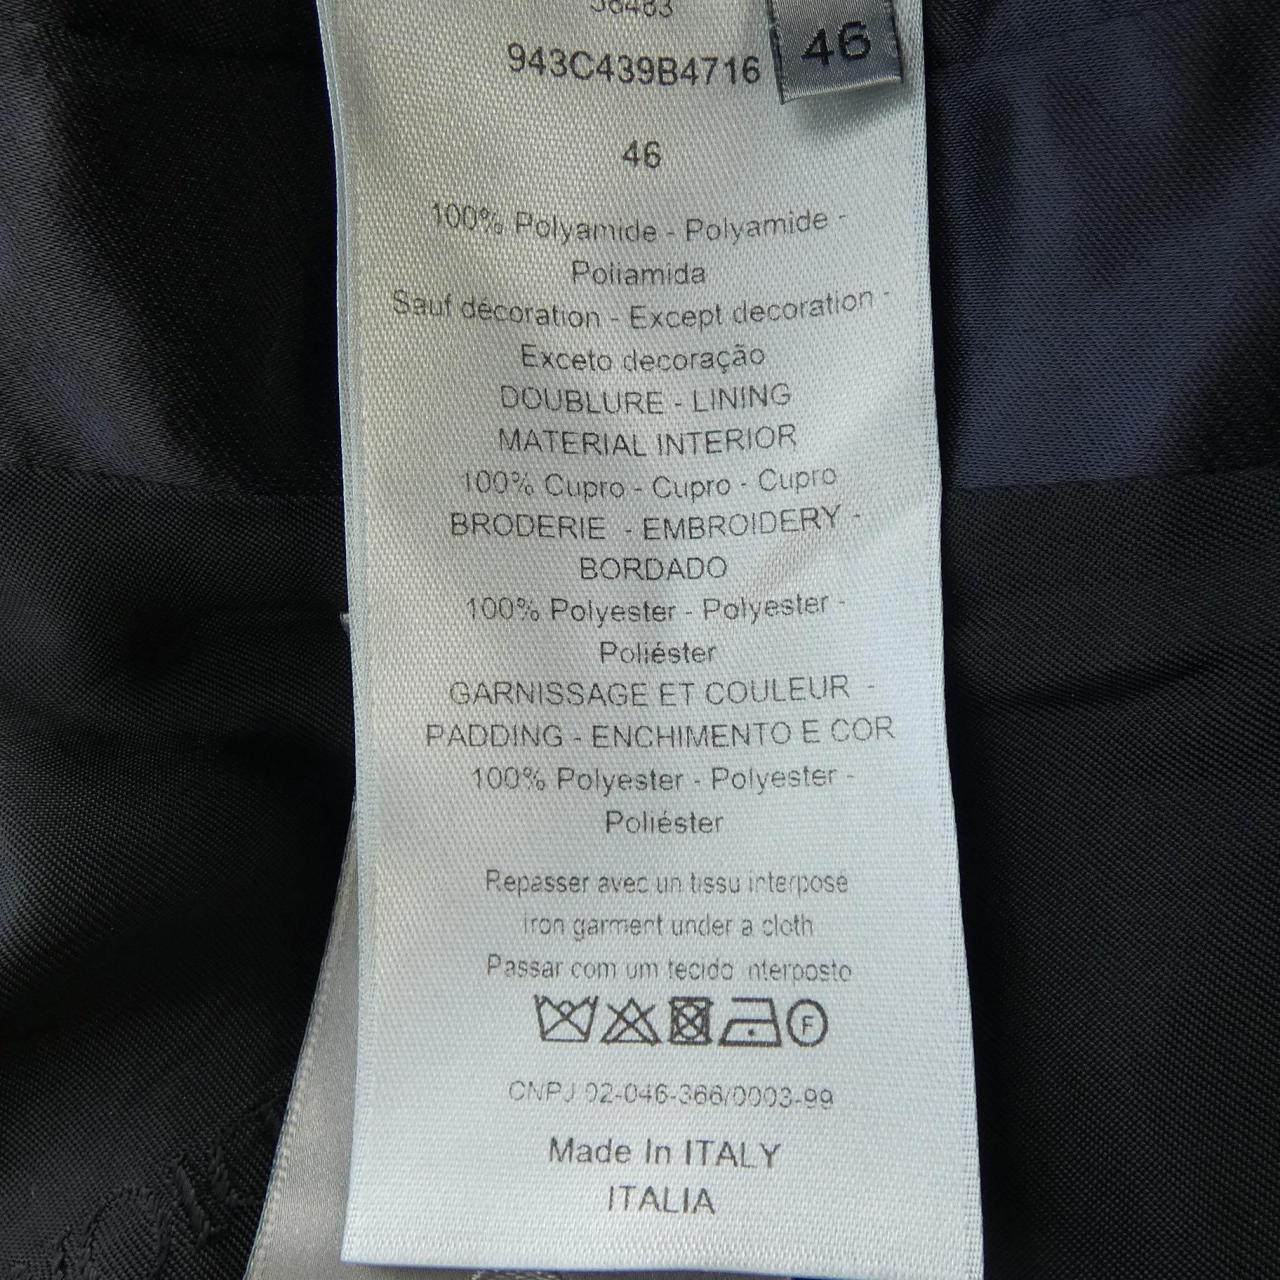 943C439B4716
46
46
100% Polyamide - Polyamide -
Poliamida
Sauf décoration - Except decoration -
Exceto decoração
DOUBLURE - LINING
MATERIAL INTERIOR
100% Cupro - Cupro - Cupro
BRODERIE - EMBROIDERY -
BORDADO
100% Polyester - Polyester -
Poliéster
GARNISSAGE ET COULEUR -
PADDING - ENCHIMENTO E COR
100% Polyester - Polyester -
Poliéster
Repasser avec un tissu interposé
Iron garment under a cloth
Passar com um tecido interposto
F
CNPJ 02-046-366/0003-99
Made In ITALY
ITALIA